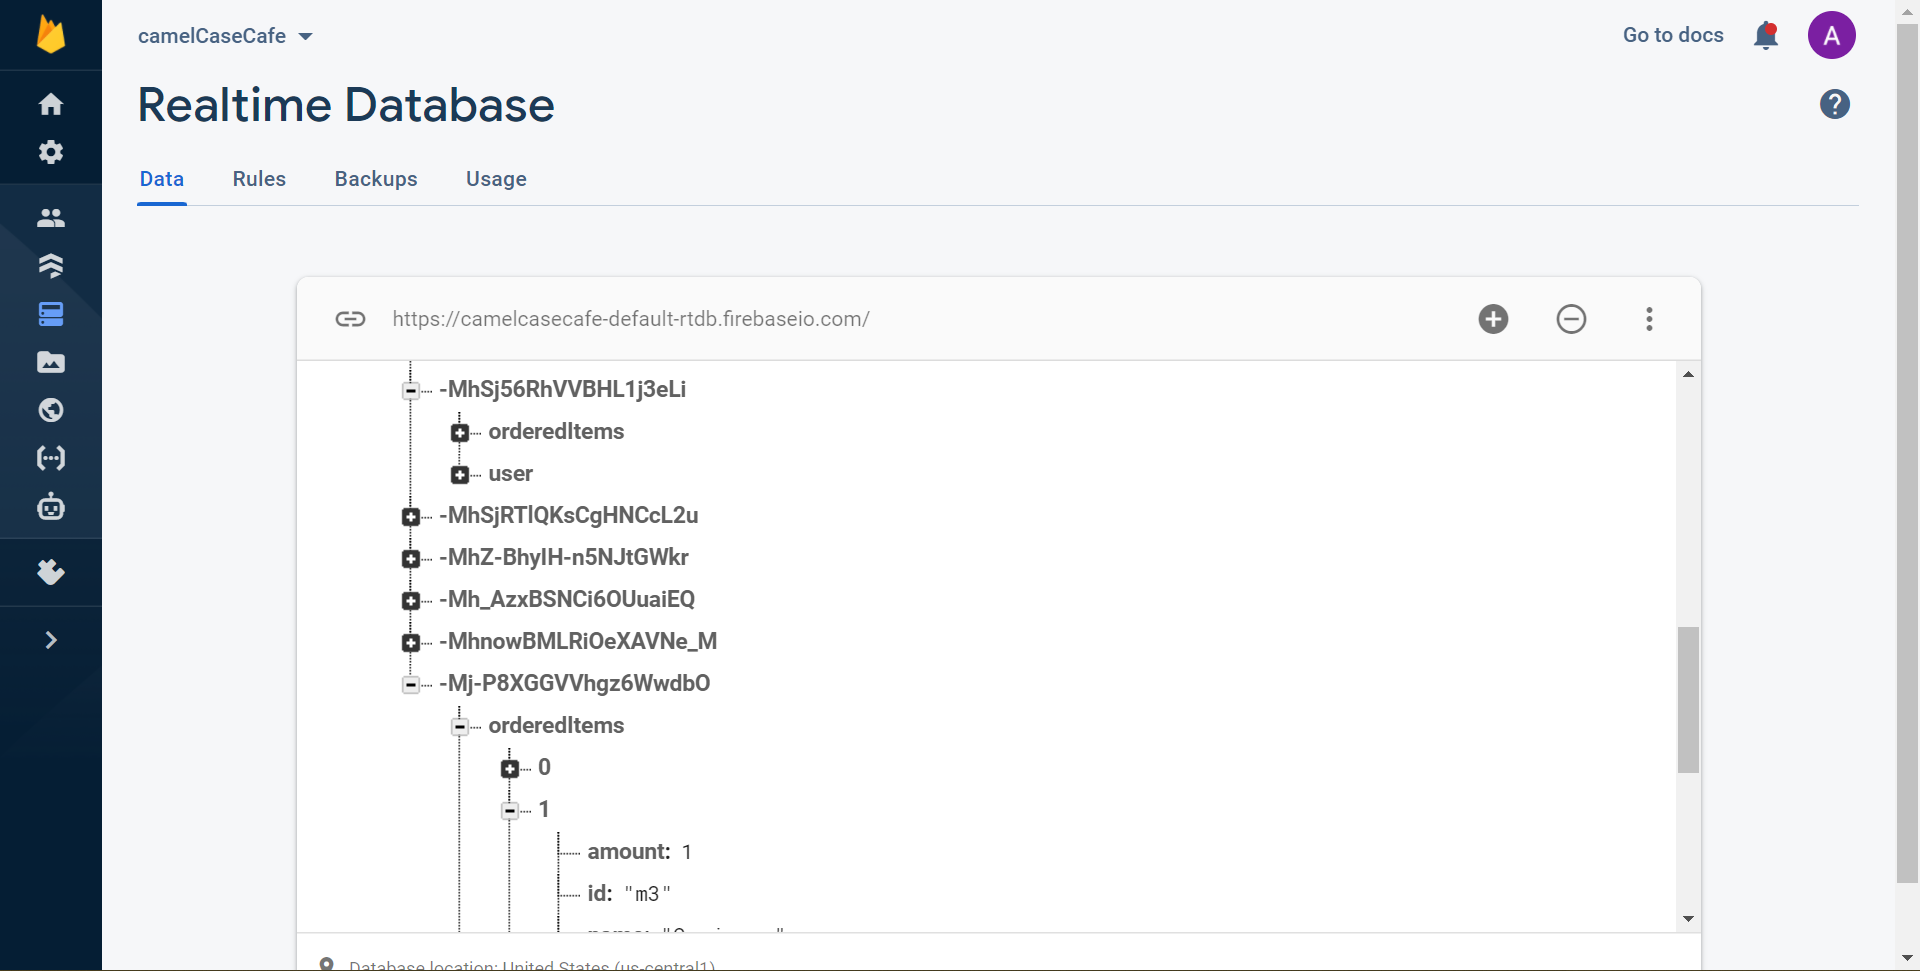 camelCaseCafe
Go to docs
A
Realtime Database
?
Data Rules Backups Usage
https://camelcasecafe-default-rtdb.firebaseio.com/
-MhSj56RhVVBHL1j3eLi
orderedItems
user
-MhSjRTlQKsCgHNCcL2u
-MhZ-BhyIH-n5NJtGWkr
-Mh_AzxBSNCi6OUuaiEQ
-MhnowBMLRiOeXAVNe_M
-Mj-P8XGGVVhgz6WwdbO
orderedItems
0
1
amount: 1
id: "m3"
Database location: United States (us-central1)